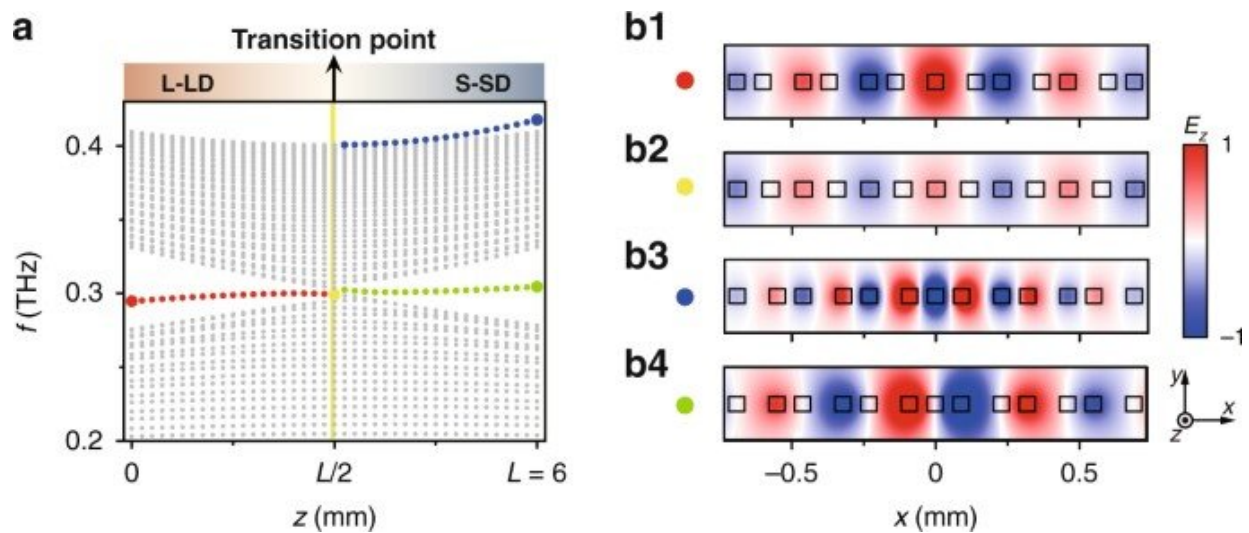 a
Transition point
L-LD
S-SD
0.4
0.3
0.2
f (THz)
0
L/2
L = 6
z (mm)
b1
b2
b3
b4
−0.5
0
0.5
x (mm)
Ez
1
−1
y
x
z